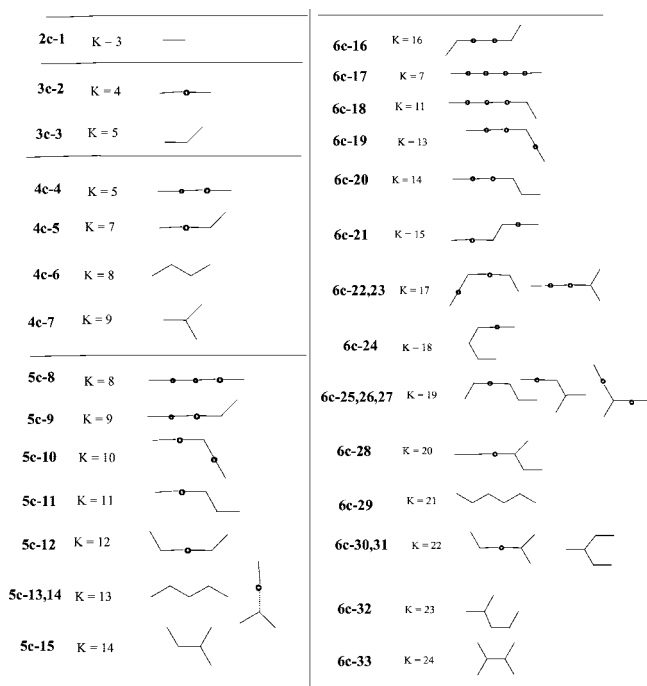 2c-1 K – 3
3c-2 K = 4
3c-3 K = 5
4c-4 K = 5
4c-5 K = 7
4c-6 K = 8
4c-7 K = 9
5c-8 K = 8
5c-9 K = 9
5c-10 K = 10
5c-11 K = 11
5c-12 K = 12
5c-13,14 K = 13
5c-15 K = 14
6c-16 K = 16
6c-17 K = 7
6c-18 K = 11
6c-19 K = 13
6c-20 K = 14
6c-21 K – 15
6c-22,23 K = 17
6c-24 K – 18
6c-25,26,27 K = 19
6c-28 K = 20
6c-29 K = 21
6c-30,31 K = 22
6c-32 K = 23
6c-33 K = 24